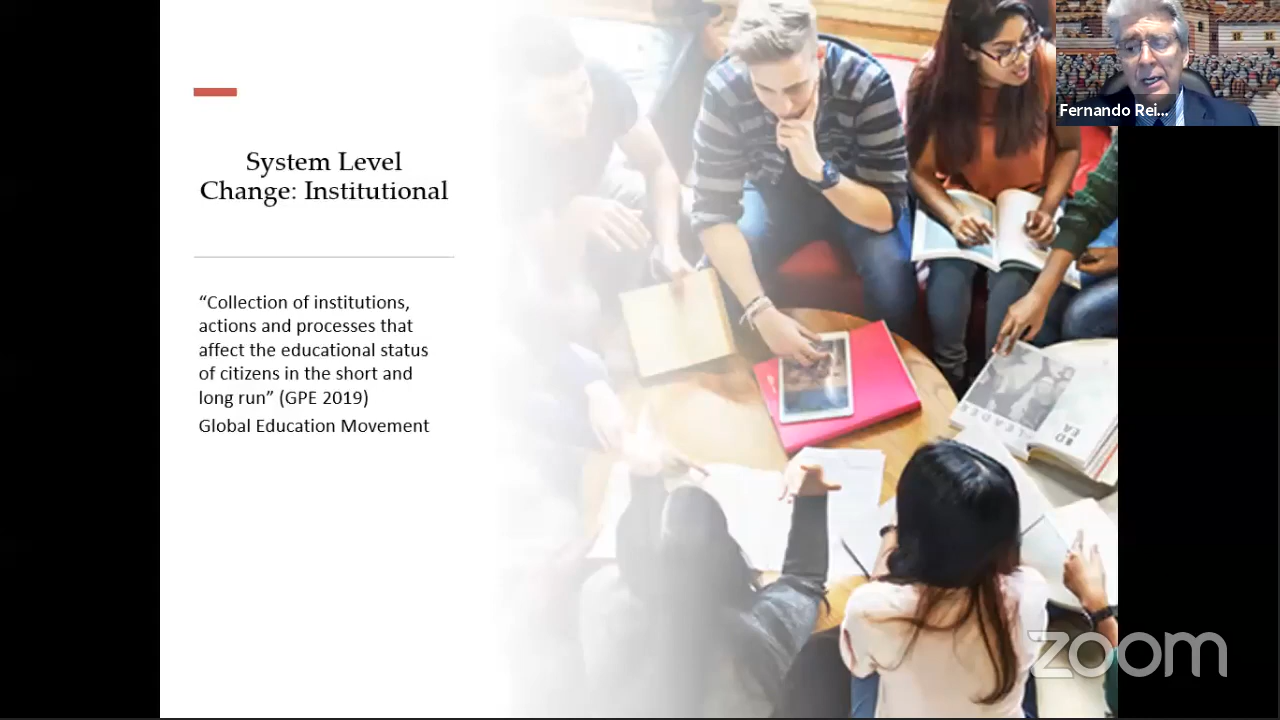 System Level
Change: Institutional
“Collection of institutions,
actions and processes that
affect the educational status
of citizens in the short and
long run” (GPE 2019)
Global Education Movement
Fernando Rei...
LEADER
zoom